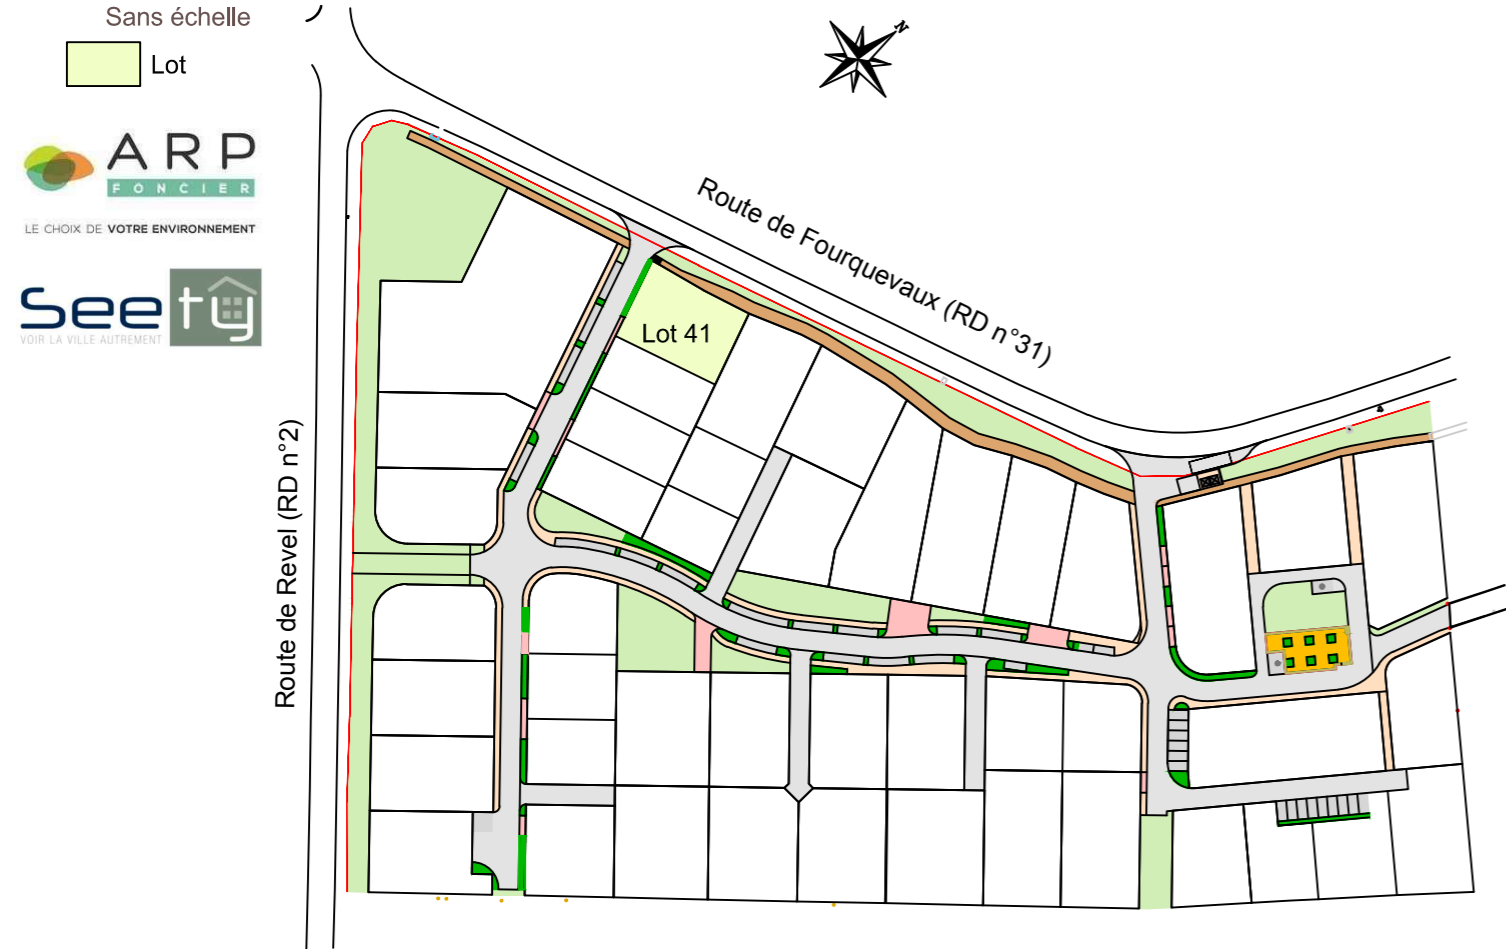 Sans échelle
Lot
ARP
FONCIER
LE CHOIX DE VOTRE ENVIRONNEMENT
Seety
VOIR LA VILLE AUTREMENT
N
Route de Fourquevaux (RD n°31)
Lot 41
Route de Revel (RD n°2)